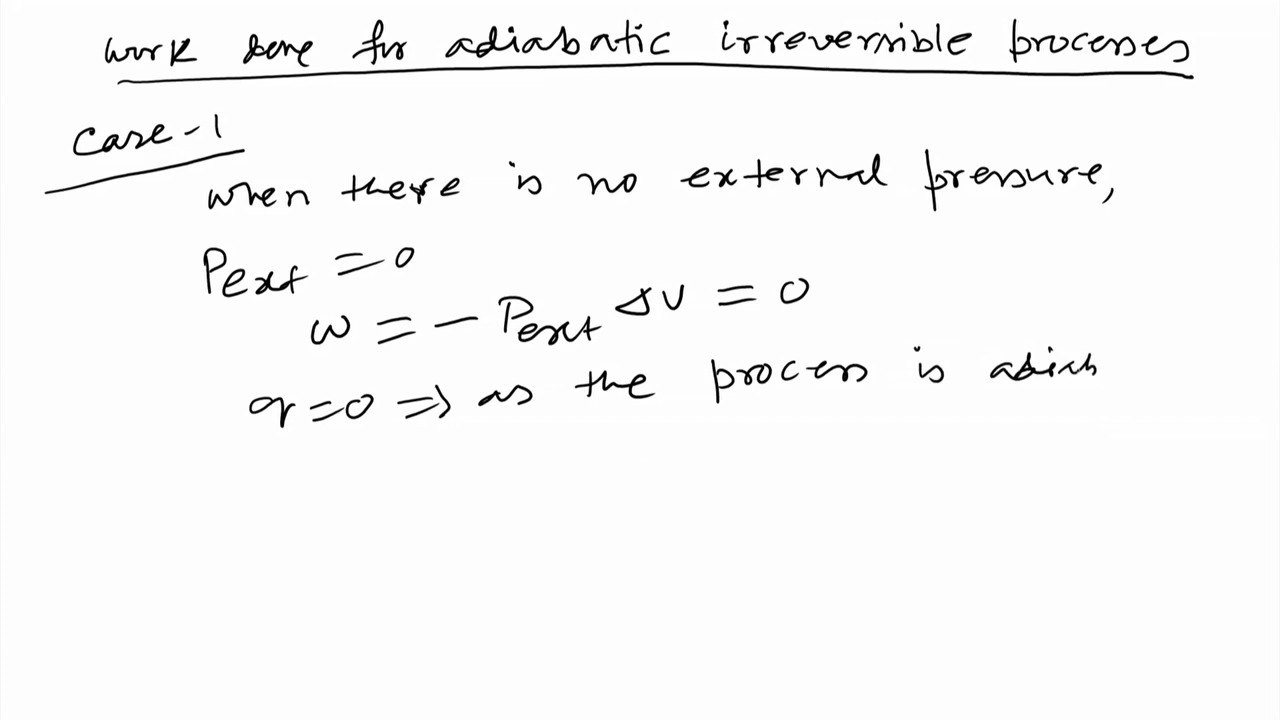 work done for adiabatic irreversible processes
Case-1
when there is no external pressure,
Pext = 0
w = - Pext ΔV = 0
q = 0 => as the process is adiab